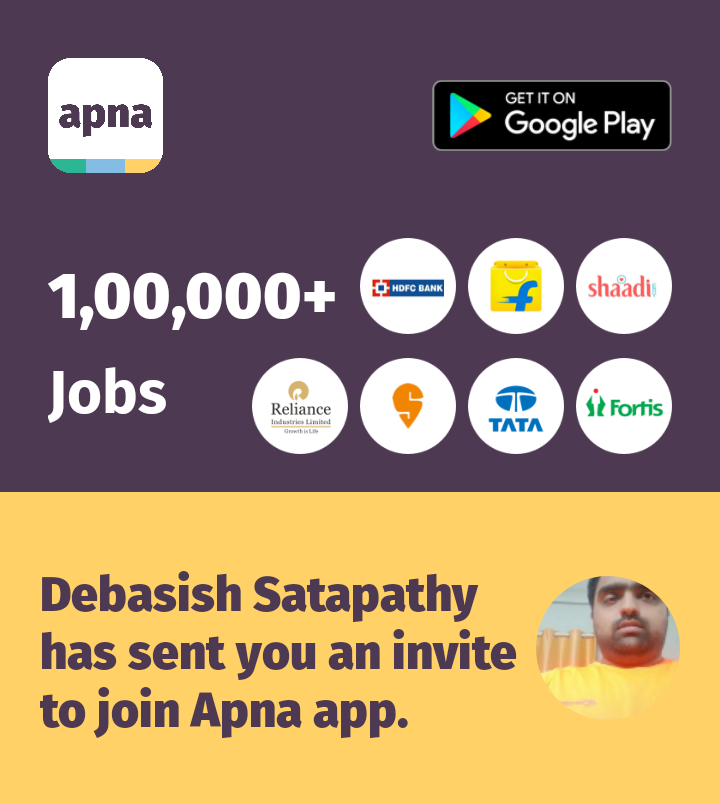 apna
GET IT ON
Google Play
1,00,000+
HDFC BANK
shaadi
Jobs
Reliance
Industries Limited
Growth is Life
TATA
Fortis
Debasish Satapathy
has sent you an invite
to join Apna app.